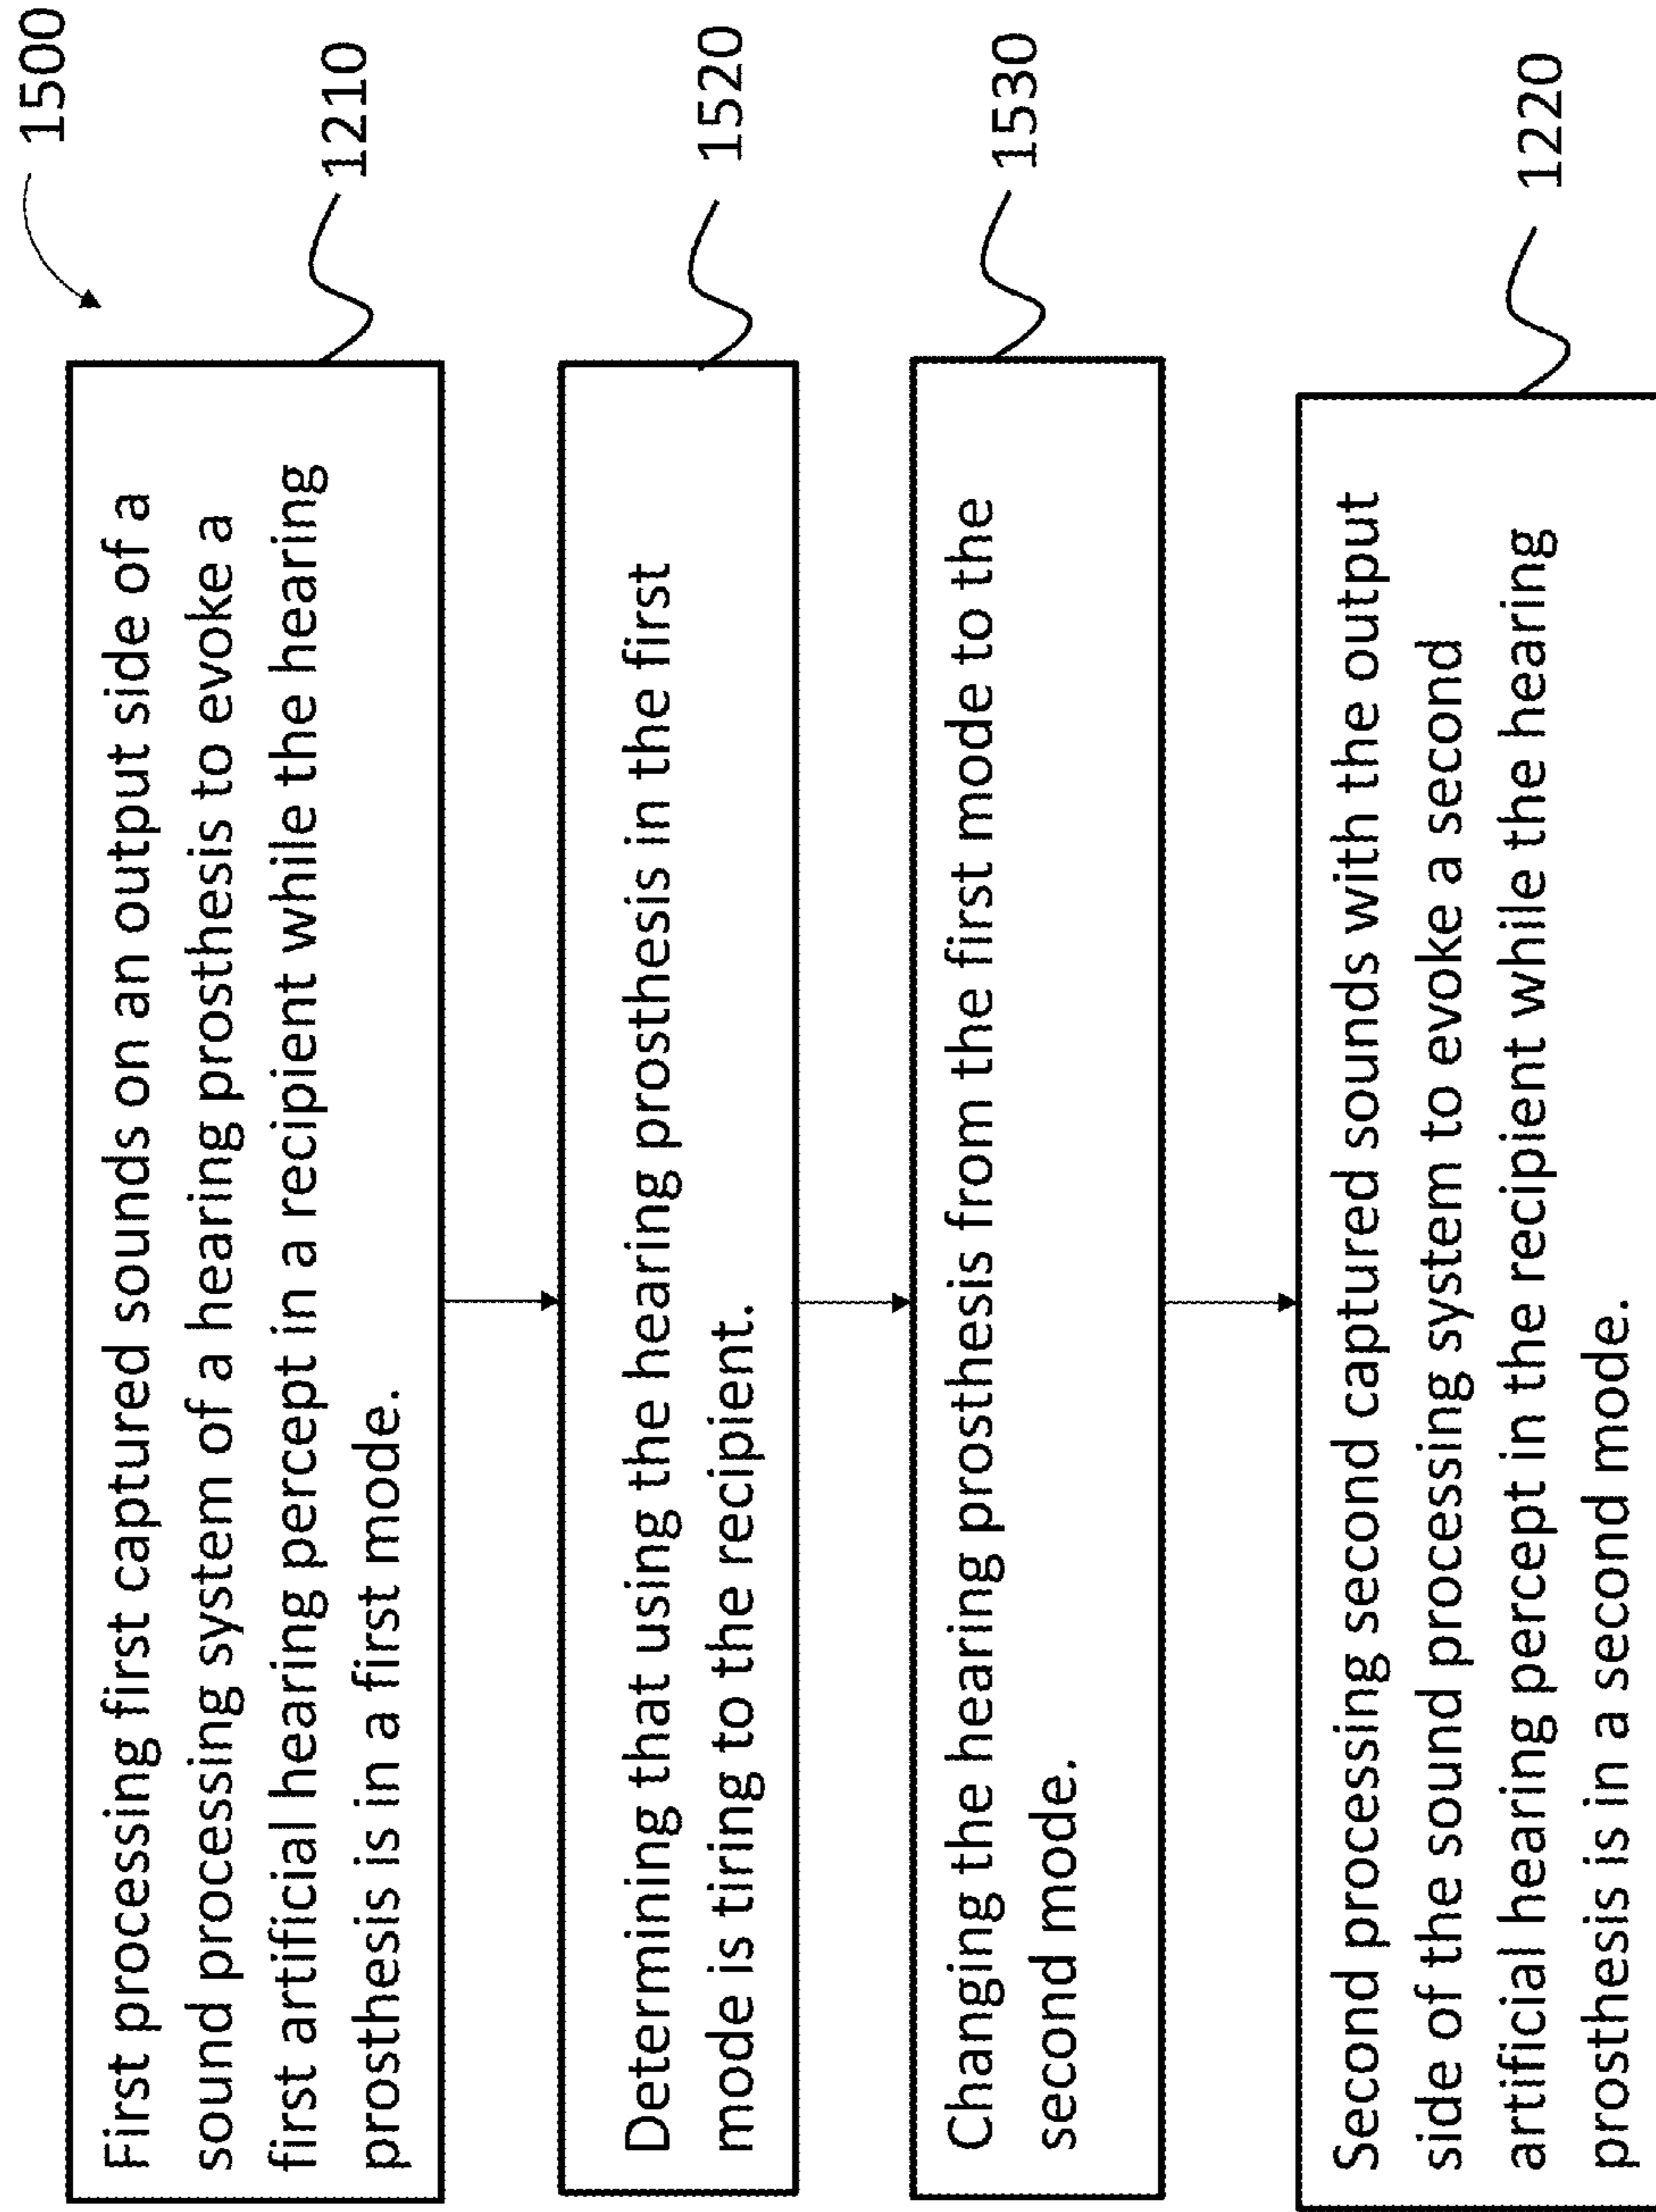 1500
First processing first captured sounds on an output side of a
sound processing system of a hearing prosthesis to evoke a
first artificial hearing percept in a recipient while the hearing
prosthesis is in a first mode.
1210
Determining that using the hearing prosthesis in the first
mode is tiring to the recipient.
1520
Changing the hearing prosthesis from the first mode to the
second mode.
1530
Second processing second captured sounds with the output
side of the sound processing system to evoke a second
artificial hearing percept in the recipient while the hearing
prosthesis is in a second mode.
1220